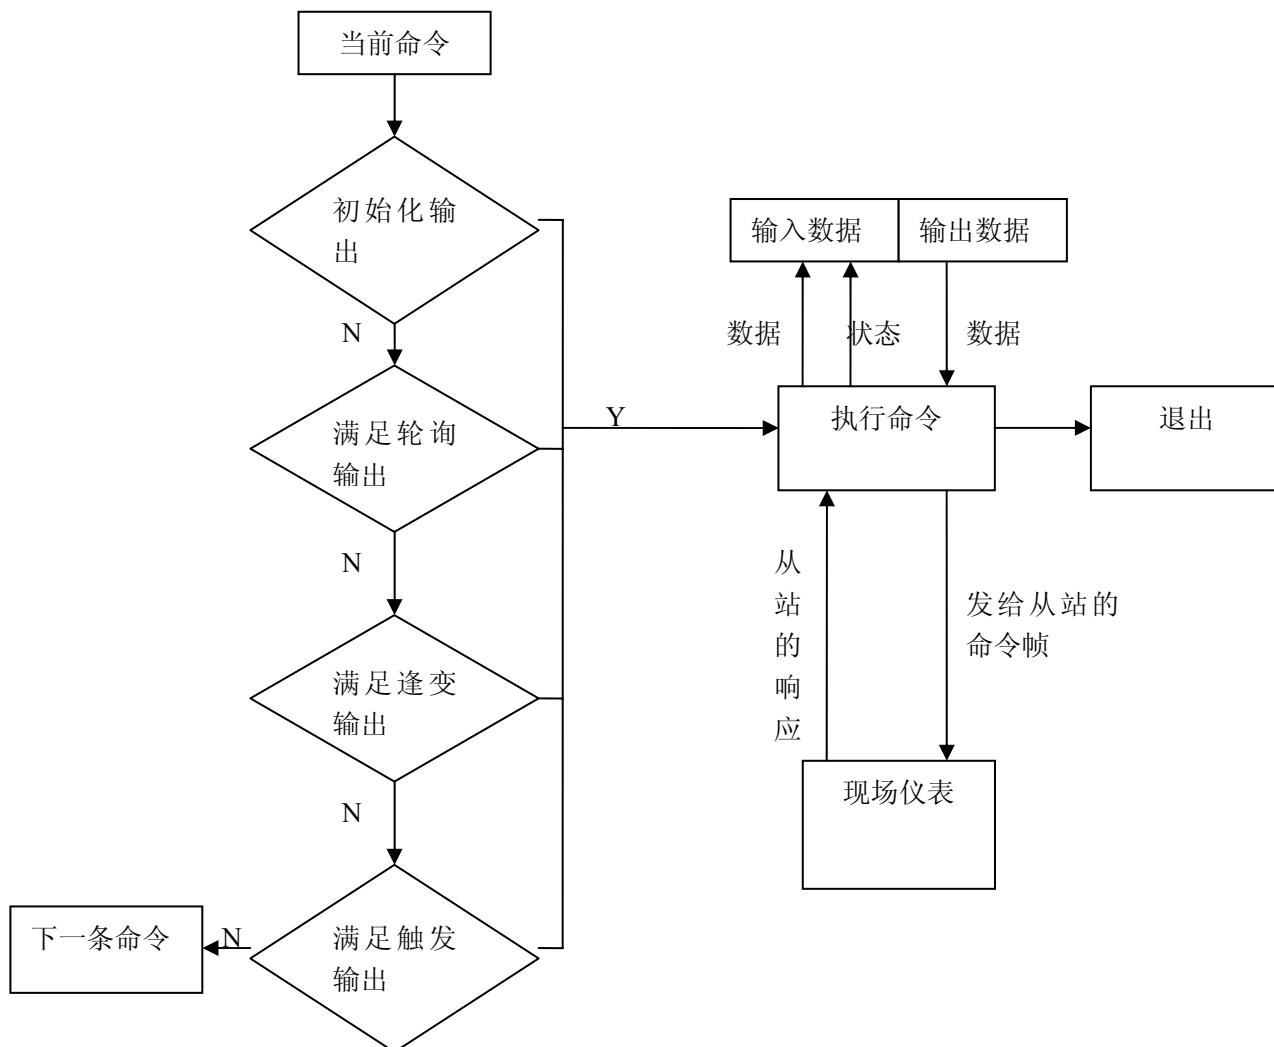 当前命令
初始化输
出
N
满足轮询
输出
N
满足逢变
输出
N
满足触发
输出
N
下一条命令
Y
输入数据
输出数据
数据
状态
数据
执行命令
退出
从
站
的
响
应
发给从站的
命令帧
现场仪表